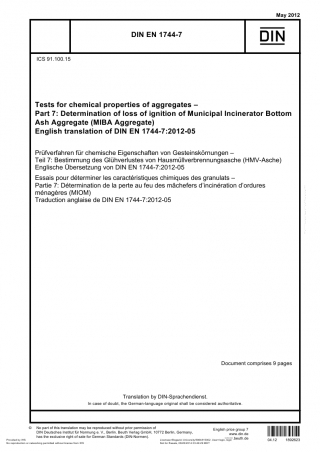 May 2012
DIN EN 1744-7
DIN
ICS 91.100.15
Tests for chemical properties of aggregates –
Part 7: Determination of loss of ignition of Municipal Incinerator Bottom
Ash Aggregate (MIBA Aggregate)
English translation of DIN EN 1744-7:2012-05
Prüfverfahren für chemische Eigenschaften von Gesteinskörnungen –
Teil 7: Bestimmung des Glühverlustes von Hausmüllverbrennungsasche (HMV-Asche)
Englische Übersetzung von DIN EN 1744-7:2012-05
Essais pour déterminer les caractéristiques chimiques des granulats –
Partie 7: Détermination de la perte au feu des mâchefers d'incinération d'ordures
ménagères (MIOM)
Traduction anglaise de DIN EN 1744-7:2012-05
Document comprises 9 pages
Translation by DIN-Sprachendienst.
In case of doubt, the German-language original shall be considered authoritative.
© No part of this translation may be reproduced without prior permission of
DIN Deutsches Institut für Normung e. V., Berlin. Beuth Verlag GmbH, 10772 Berlin, Germany,
has the exclusive right of sale for German Standards (DIN-Normen).
English price group 7
www.din.de
www.beuth.de
04.12